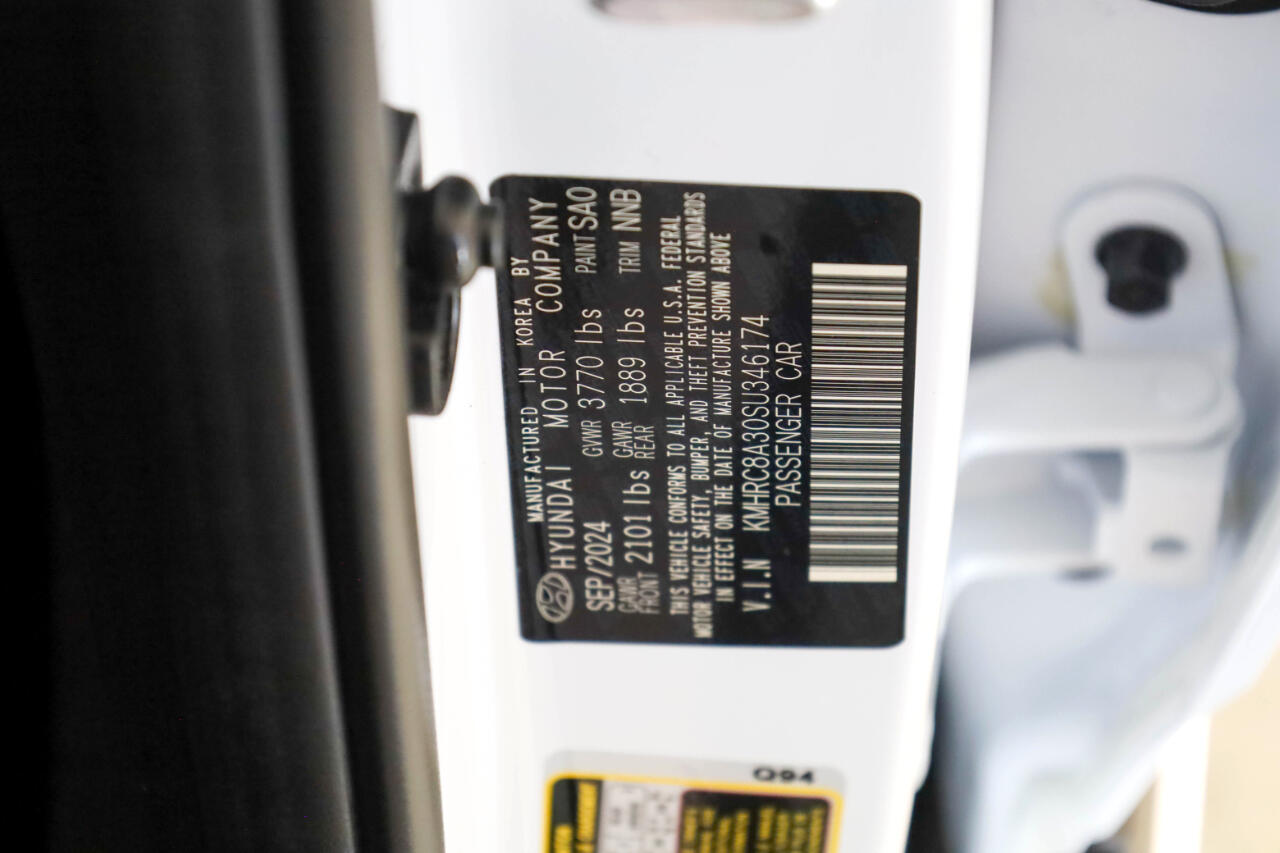 MANUFACTURED IN KOREA BY
HYUNDAI MOTOR COMPANY
SEP/2024 GVWR 3770 lbs PAINT SAO
GAWR FRONT 2101 lbs GAWR REAR 1889 lbs TRIM NNB
THIS VEHICLE CONFORMS TO ALL APPLICABLE U.S.A. FEDERAL
MOTOR VEHICLE SAFETY, BUMPER, AND THEFT PREVENTION STANDARDS
IN EFFECT ON THE DATE OF MANUFACTURE SHOWN ABOVE
V.I.N KMHRC8A30SU346174
PASSENGER CAR
Q94